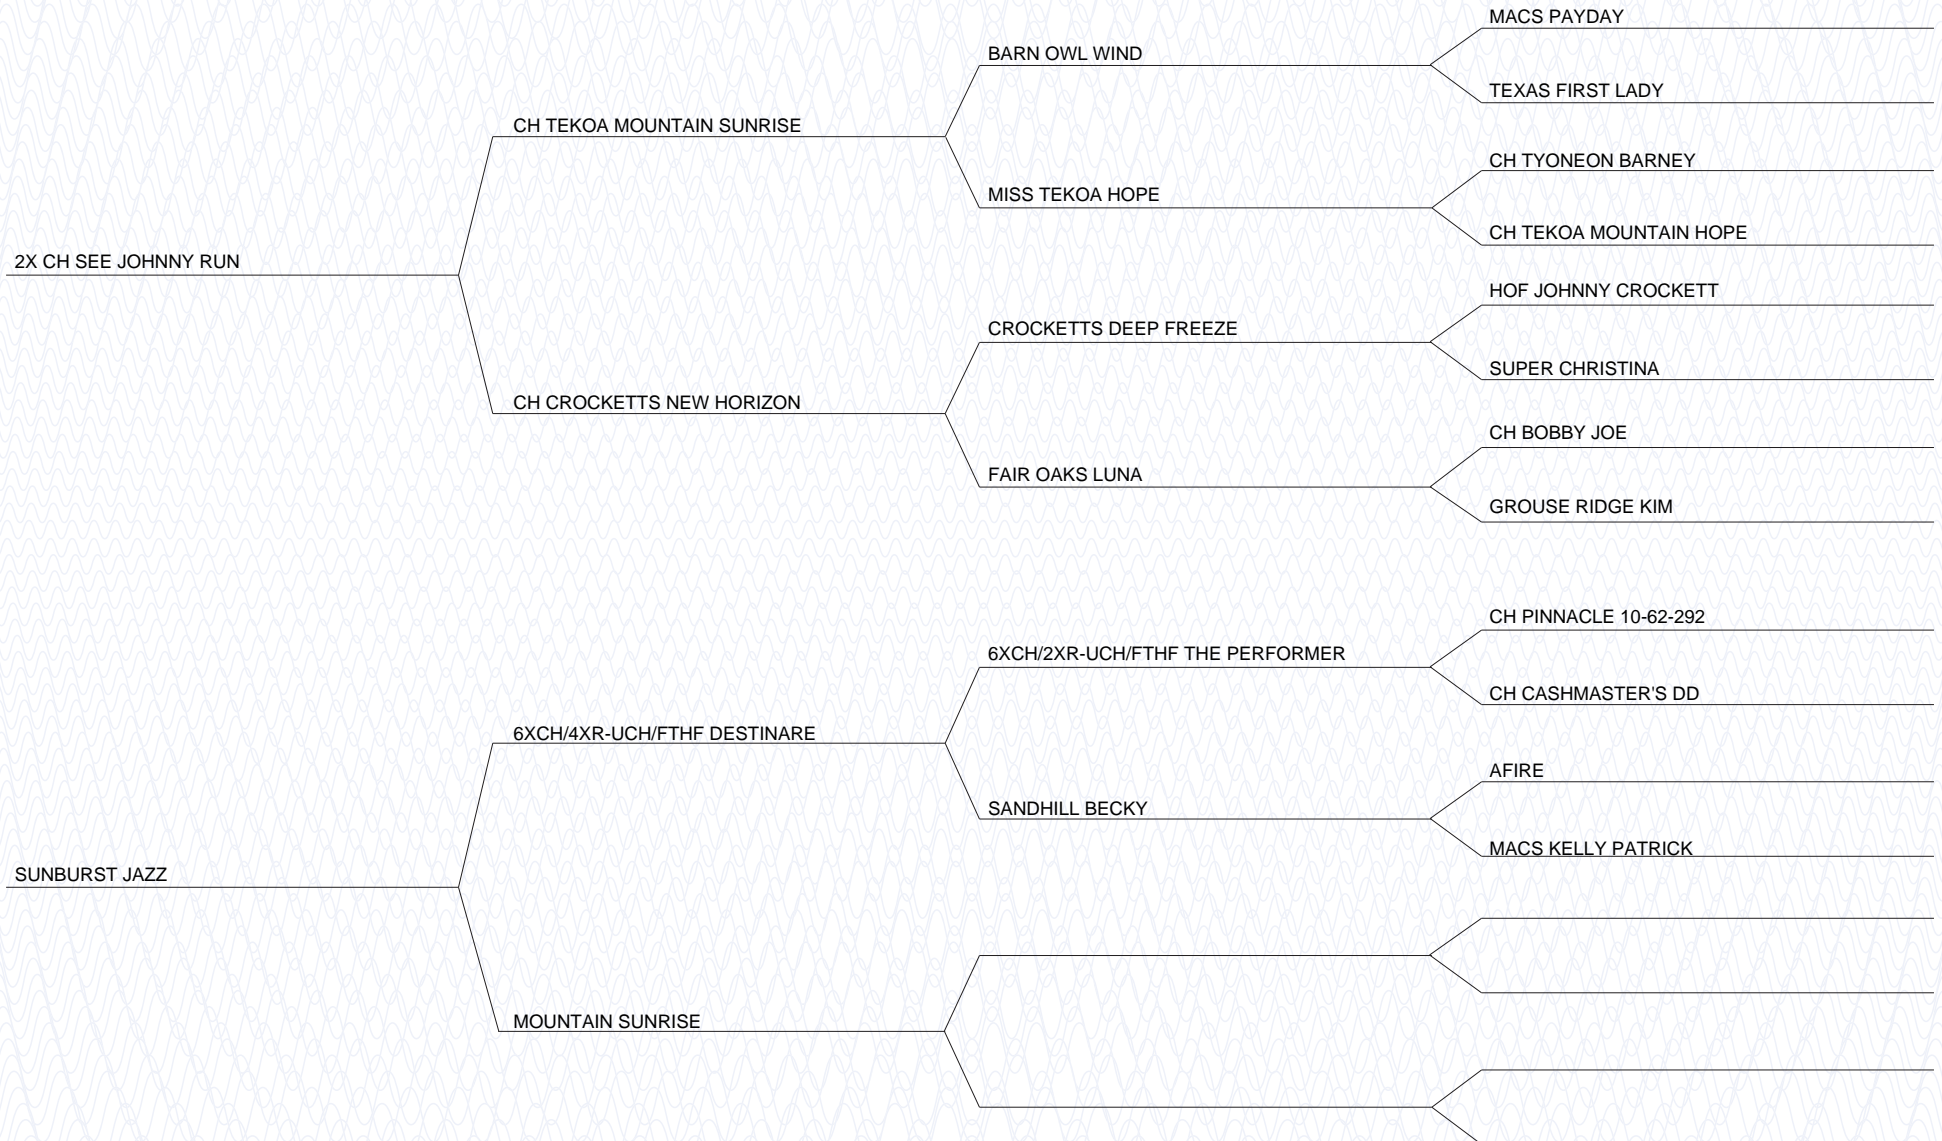 MACS PAYDAY
BARN OWL WIND
TEXAS FIRST LADY
CH TEKOA MOUNTAIN SUNRISE
CH TYONEON BARNEY
MISS TEKOA HOPE
CH TEKOA MOUNTAIN HOPE
2X CH SEE JOHNNY RUN
HOF JOHNNY CROCKETT
CROCKETTS DEEP FREEZE
SUPER CHRISTINA
CH CROCKETTS NEW HORIZON
CH BOBBY JOE
FAIR OAKS LUNA
GROUSE RIDGE KIM
CH PINNACLE 10-62-292
6XCH/2XR-UCH/FTHF THE PERFORMER
CH CASHMASTER'S DD
6XCH/4XR-UCH/FTHF DESTINARE
AFIRE
SANDHILL BECKY
MACS KELLY PATRICK
SUNBURST JAZZ
MOUNTAIN SUNRISE